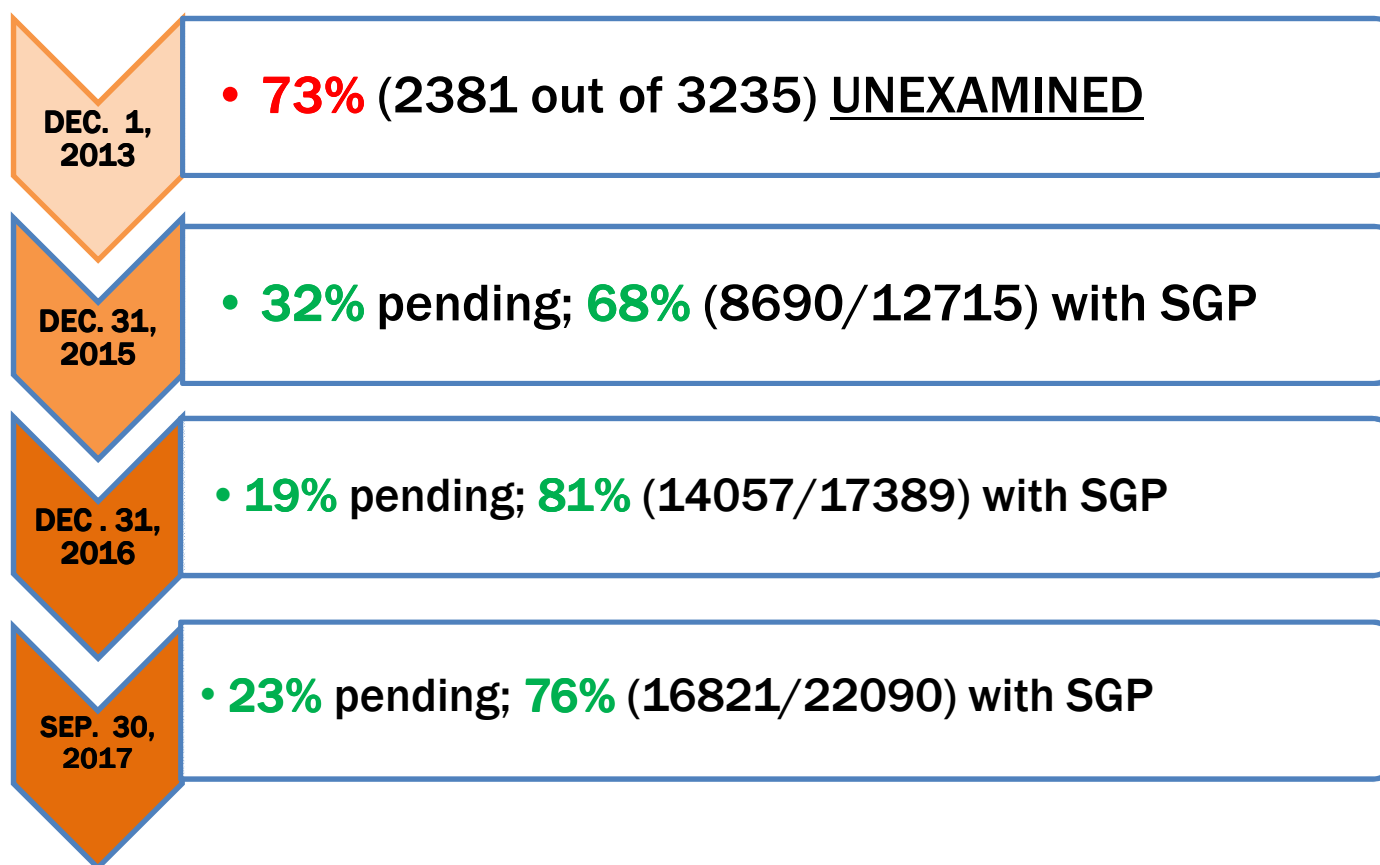 DEC. 1,
2013
• 73% (2381 out of 3235) UNEXAMINED
DEC. 31,
2015
• 32% pending; 68% (8690/12715) with SGP
DEC . 31,
2016
• 19% pending; 81% (14057/17389) with SGP
SEP. 30,
2017
• 23% pending; 76% (16821/22090) with SGP